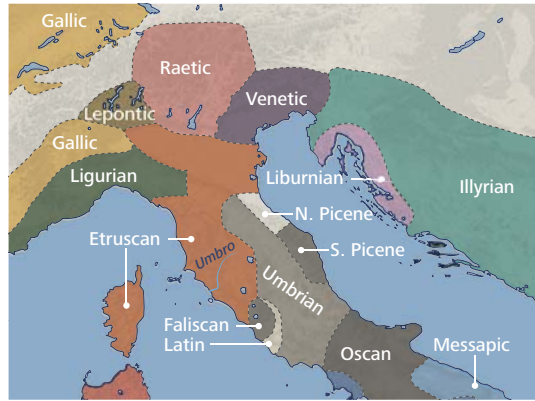 Gallic
Raetic
Lepontic
Venetic
Gallic
Ligurian
Liburnian
Illyrian
N. Picene
Etruscan
Umbro
S. Picene
Umbrian
Faliscan
Latin
Oscan
Messapic